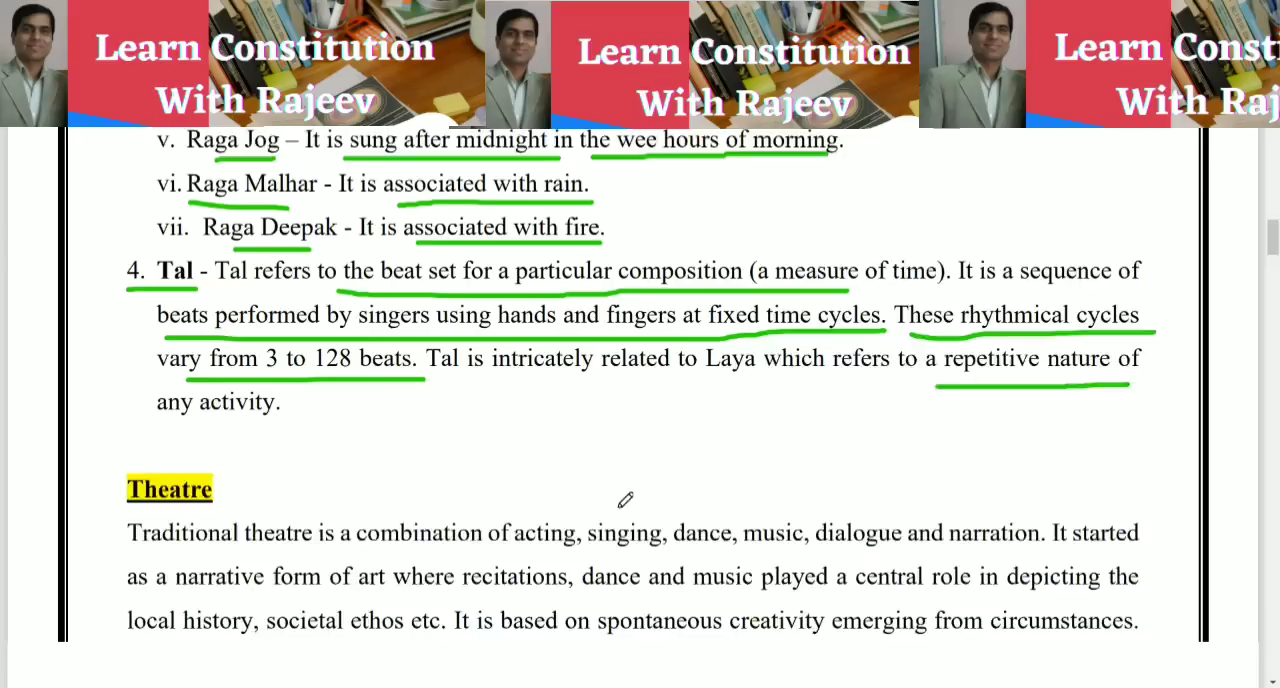 Learn Constitution
With Rajeev
Learn Constitution
With Rajeev
Learn Consti
With Raj
v. Raga Jog – It is sung after midnight in the wee hours of morning.
vi. Raga Malhar - It is associated with rain.
vii. Raga Deepak - It is associated with fire.
4. Tal - Tal refers to the beat set for a particular composition (a measure of time). It is a sequence of
beats performed by singers using hands and fingers at fixed time cycles. These rhythmical cycles
vary from 3 to 128 beats. Tal is intricately related to Laya which refers to a repetitive nature of
any activity.
Theatre
Traditional theatre is a combination of acting, singing, dance, music, dialogue and narration. It started
as a narrative form of art where recitations, dance and music played a central role in depicting the
local history, societal ethos etc. It is based on spontaneous creativity emerging from circumstances.